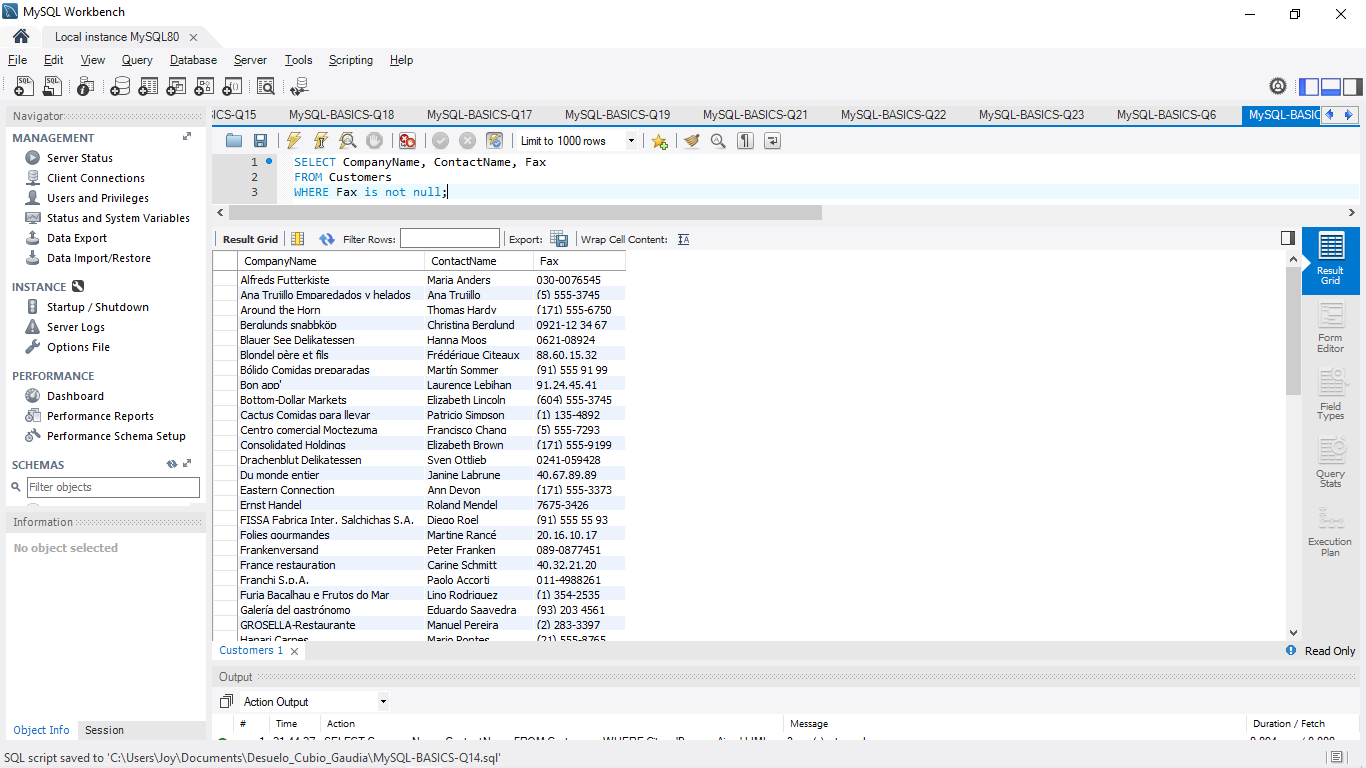 MySQL Workbench
Local instance MySQL80
File Edit View Query Database Server Tools Scripting Help
Navigator
MANAGEMENT
Server Status
Client Connections
Users and Privileges
Status and System Variables
Data Export
Data Import/Restore
INSTANCE
Startup / Shutdown
Server Logs
Options File
PERFORMANCE
Dashboard
Performance Reports
Performance Schema Setup
SCHEMAS
Filter objects
Information
No object selected
Object Info Session
ICS-Q15 MySQL-BASICS-Q18 MySQL-BASICS-Q17 MySQL-BASICS-Q19 MySQL-BASICS-Q21 MySQL-BASICS-Q22 MySQL-BASICS-Q23 MySQL-BASICS-Q6 MySQL-BASIC
Limit to 1000 rows
1 SELECT CompanyName, ContactName, Fax
2 FROM Customers
3 WHERE Fax is not null;
Result Grid Filter Rows: Export: Wrap Cell Content:
CompanyName ContactName Fax
Alfreds Futterkiste Maria Anders 030-0076545
Ana Trujillo Emparedados y helados Ana Trujillo (5) 555-3745
Around the Horn Thomas Hardy (171) 555-6750
Berglunds snabbköp Christina Berglund 0921-12 34 67
Blauer See Delikatessen Hanna Moos 0621-08924
Blondel père et fils Frédérique Citeaux 88.60.15.32
Bólido Comidas preparadas Martín Sommer (91) 555 91 99
Bon app' Laurence Lebihan 91.24.45.41
Bottom-Dollar Markets Elizabeth Lincoln (604) 555-3745
Cactus Comidas para llevar Patricio Simpson (1) 135-4892
Centro comercial Moctezuma Francisco Chang (5) 555-7293
Consolidated Holdings Elizabeth Brown (171) 555-9199
Drachenblut Delikatessen Sven Ottlieb 0241-059428
Du monde entier Janine Labrune 40.67.89.89
Eastern Connection Ann Devon (171) 555-3373
Ernst Handel Roland Mendel 7675-3426
FISSA Fabrica Inter. Salchichas S.A. Diego Roel (91) 555 55 93
Folies gourmandes Martine Rancé 20.16.10.17
Frankenversand Peter Franken 089-0877451
France restauration Carine Schmitt 40.32.21.20
Franchi S.p.A. Paolo Accorti 011-4988261
Furia Bacalhau e Frutos do Mar Lino Rodriguez (1) 354-2535
Galería del gastrónomo Eduardo Saavedra (93) 203 4561
GROSELLA-Restaurante Manuel Pereira (2) 283-3397
Hanari Carnes Mario Pontes (21) 555-8765
Result Grid
Form Editor
Field Types
Query Stats
Execution Plan
Customers 1
Read Only
Output
Action Output
# Time Action Message Duration / Fetch
SQL script saved to 'C:\Users\Joy\Documents\Desuelo_Cubio_Gaudia\MySQL-BASICS-Q14.sql'